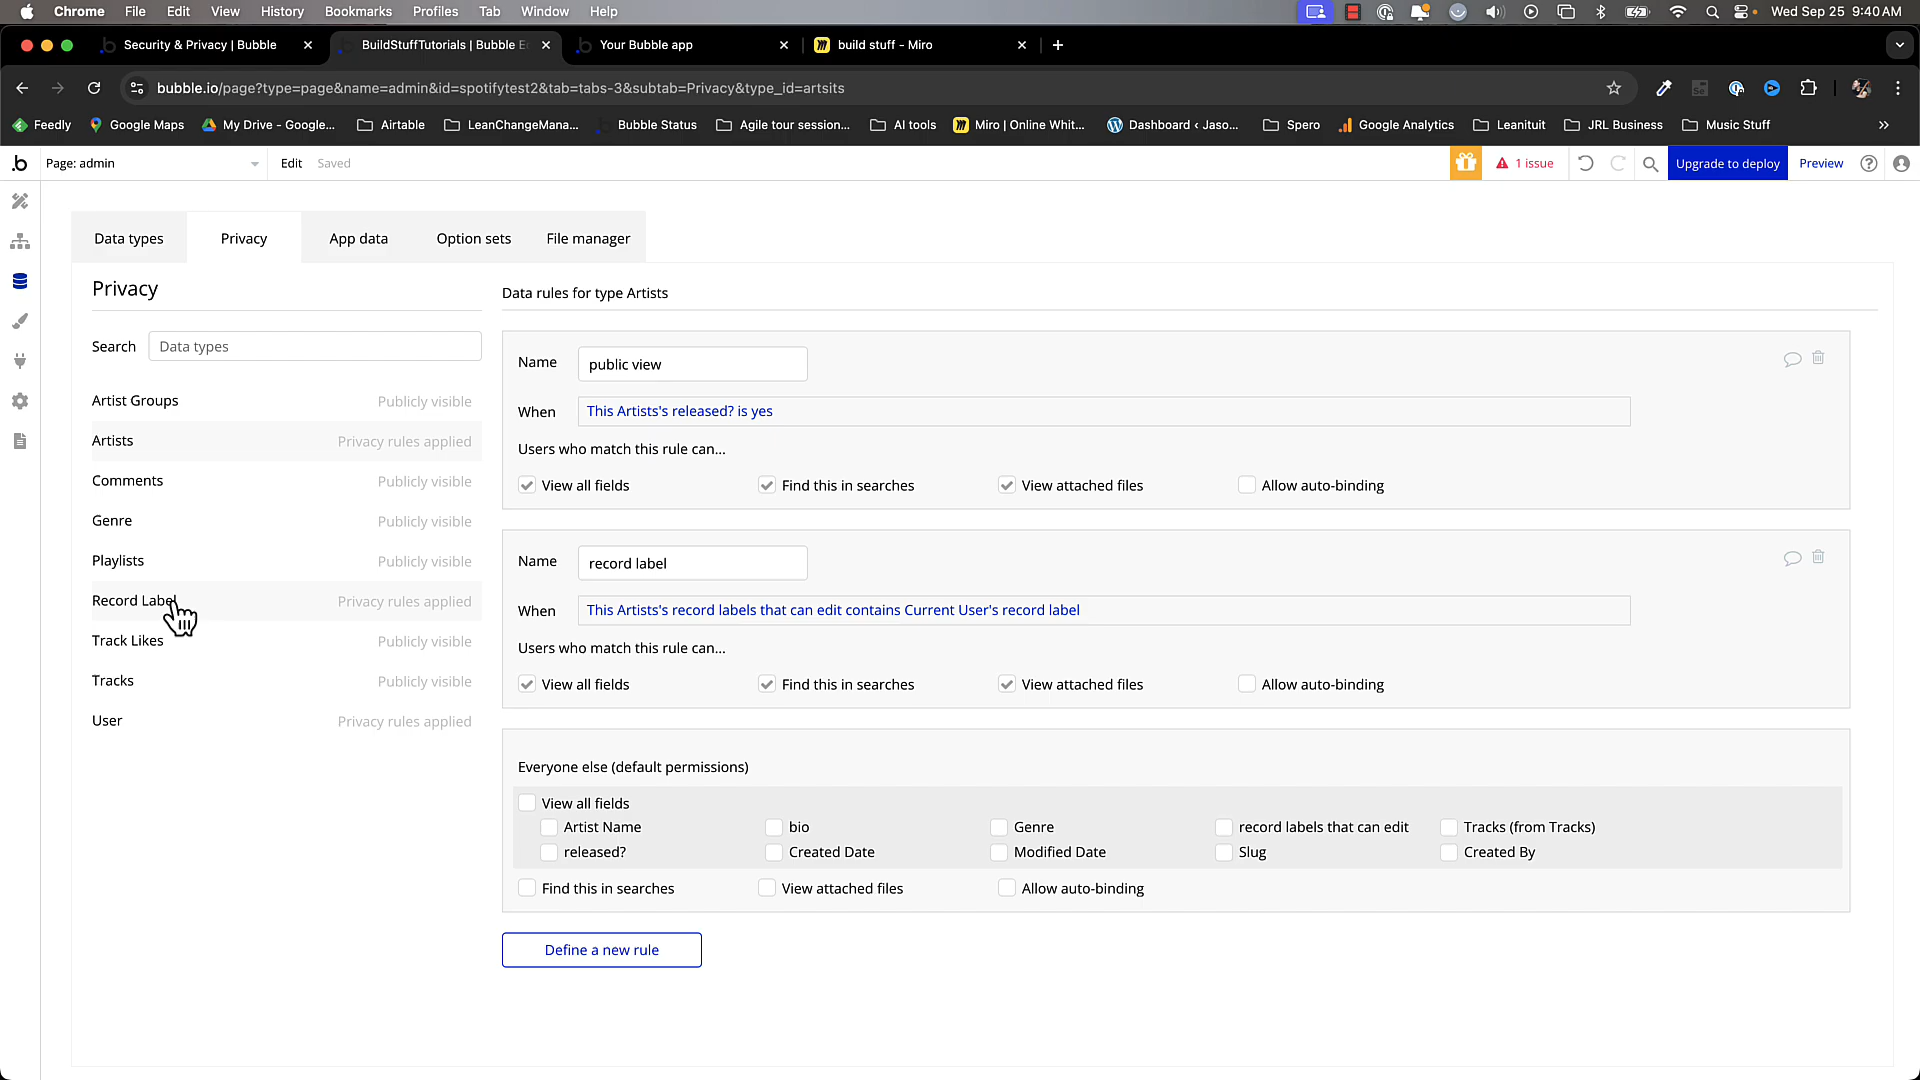 Chrome File Edit View History Bookmarks Profiles Tab Window Help Wed Sep 25 9:40 AM
Security & Privacy | Bubble BuildStuffTutorials | Bubble E Your Bubble app build stuff - Miro
bubble.io/page?type=page&name=admin&id=spotifytest2&tab=tabs-3&subtab=Privacy&type_id=artsits
Feedly Google Maps My Drive - Google... Airtable LeanChangeMana... Bubble Status Agile tour session... AI tools Miro | Online Whit... Dashboard ‹ Jaso... Spero Google Analytics Leanituit JRL Business Music Stuff »
.b Page: admin Edit Saved 1 issue Upgrade to deploy Preview
Data types Privacy App data Option sets File manager
Privacy
Search Data types
Artist Groups Publicly visible
Artists Privacy rules applied
Comments Publicly visible
Genre Publicly visible
Playlists Publicly visible
Record Label Privacy rules applied
Track Likes Publicly visible
Tracks Publicly visible
User Privacy rules applied
Data rules for type Artists
Name public view
When This Artists's released? is yes
Users who match this rule can...
View all fields Find this in searches View attached files Allow auto-binding
Name record label
When This Artists's record labels that can edit contains Current User's record label
Users who match this rule can...
View all fields Find this in searches View attached files Allow auto-binding
Everyone else (default permissions)
View all fields
Artist Name bio Genre record labels that can edit Tracks (from Tracks)
released? Created Date Modified Date Slug Created By
Find this in searches View attached files Allow auto-binding
Define a new rule